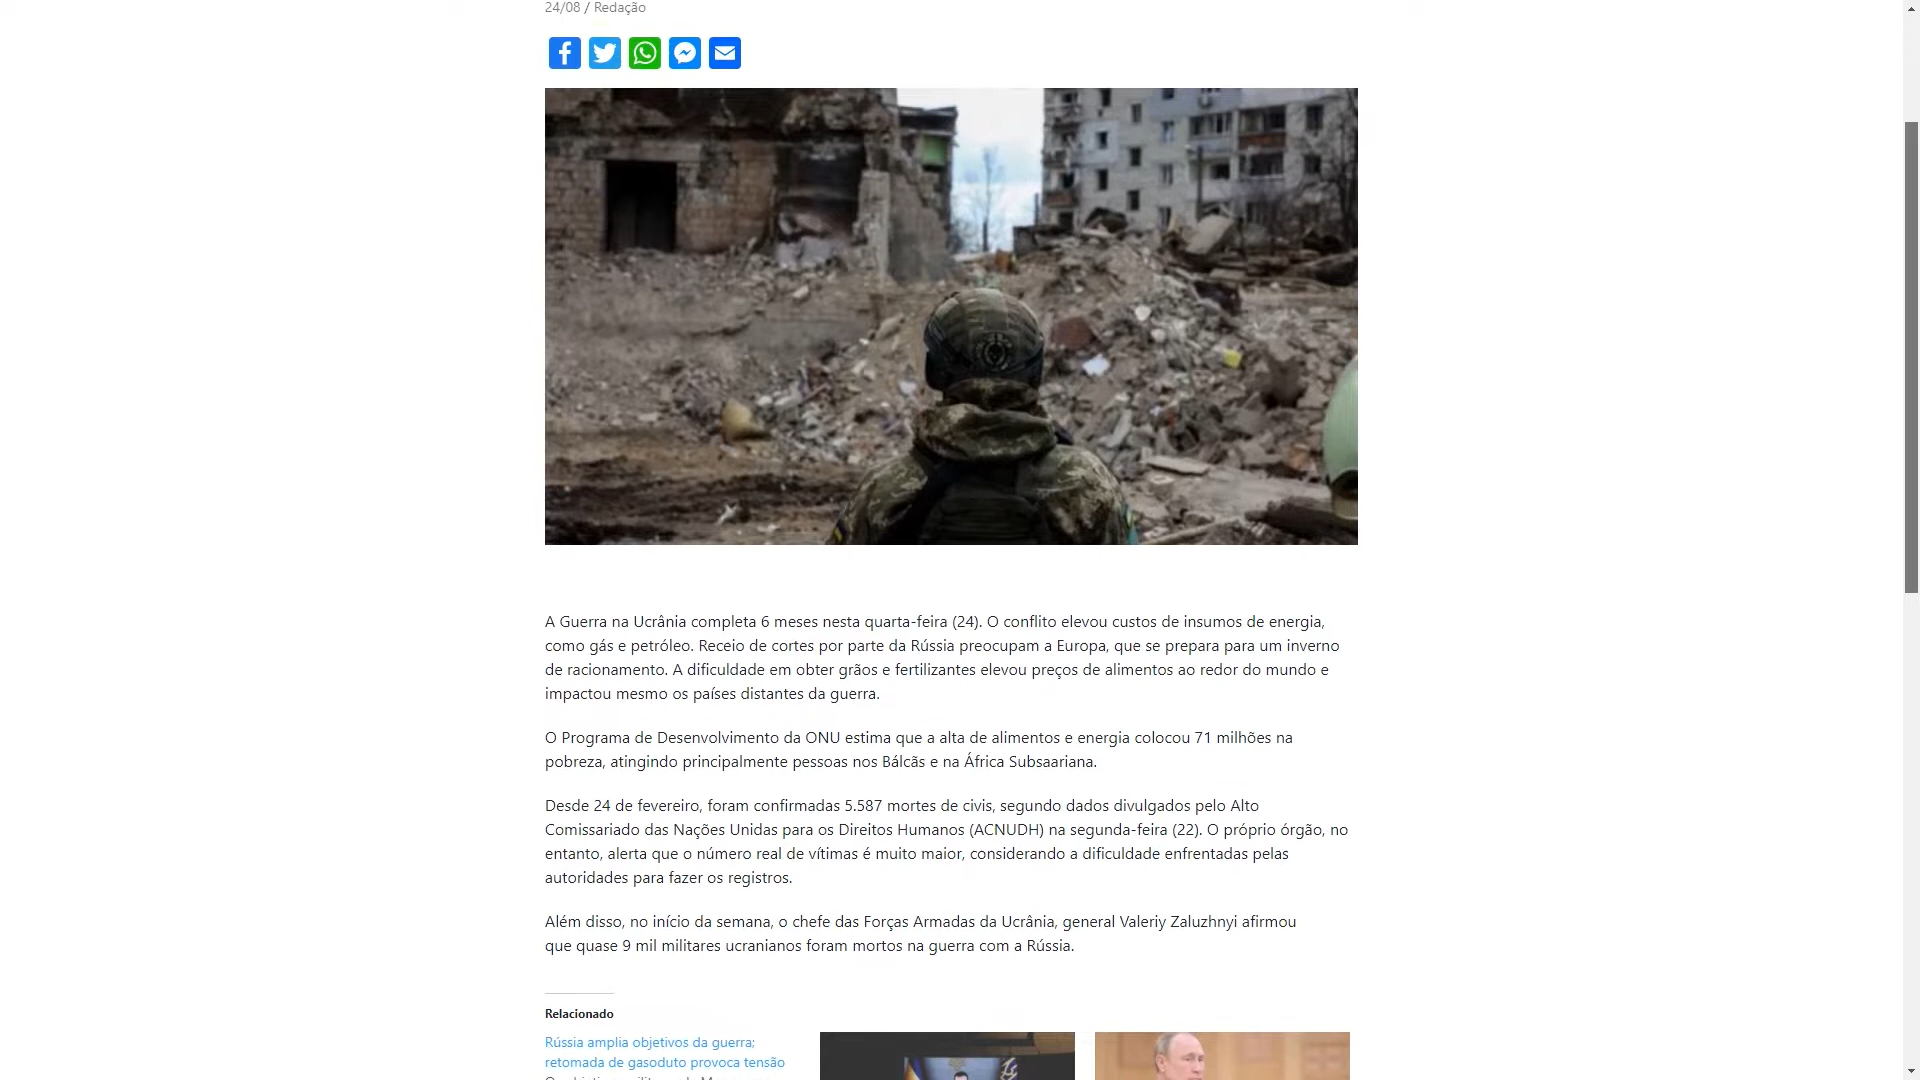 24/08 / Redação
A Guerra na Ucrânia completa 6 meses nesta quarta-feira (24). O conflito elevou custos de insumos de energia,
como gás e petróleo. Receio de cortes por parte da Rússia preocupam a Europa, que se prepara para um inverno
de racionamento. A dificuldade em obter grãos e fertilizantes elevou preços de alimentos ao redor do mundo e
impactou mesmo os países distantes da guerra.
O Programa de Desenvolvimento da ONU estima que a alta de alimentos e energia colocou 71 milhões na
pobreza, atingindo principalmente pessoas nos Bálcãs e na África Subsaariana.
Desde 24 de fevereiro, foram confirmadas 5.587 mortes de civis, segundo dados divulgados pelo Alto
Comissariado das Nações Unidas para os Direitos Humanos (ACNUDH) na segunda-feira (22). O próprio órgão, no
entanto, alerta que o número real de vítimas é muito maior, considerando a dificuldade enfrentadas pelas
autoridades para fazer os registros.
Além disso, no início da semana, o chefe das Forças Armadas da Ucrânia, general Valeriy Zaluzhnyi afirmou
que quase 9 mil militares ucranianos foram mortos na guerra com a Rússia.
Relacionado
Rússia amplia objetivos da guerra;
retomada de gasoduto provoca tensão